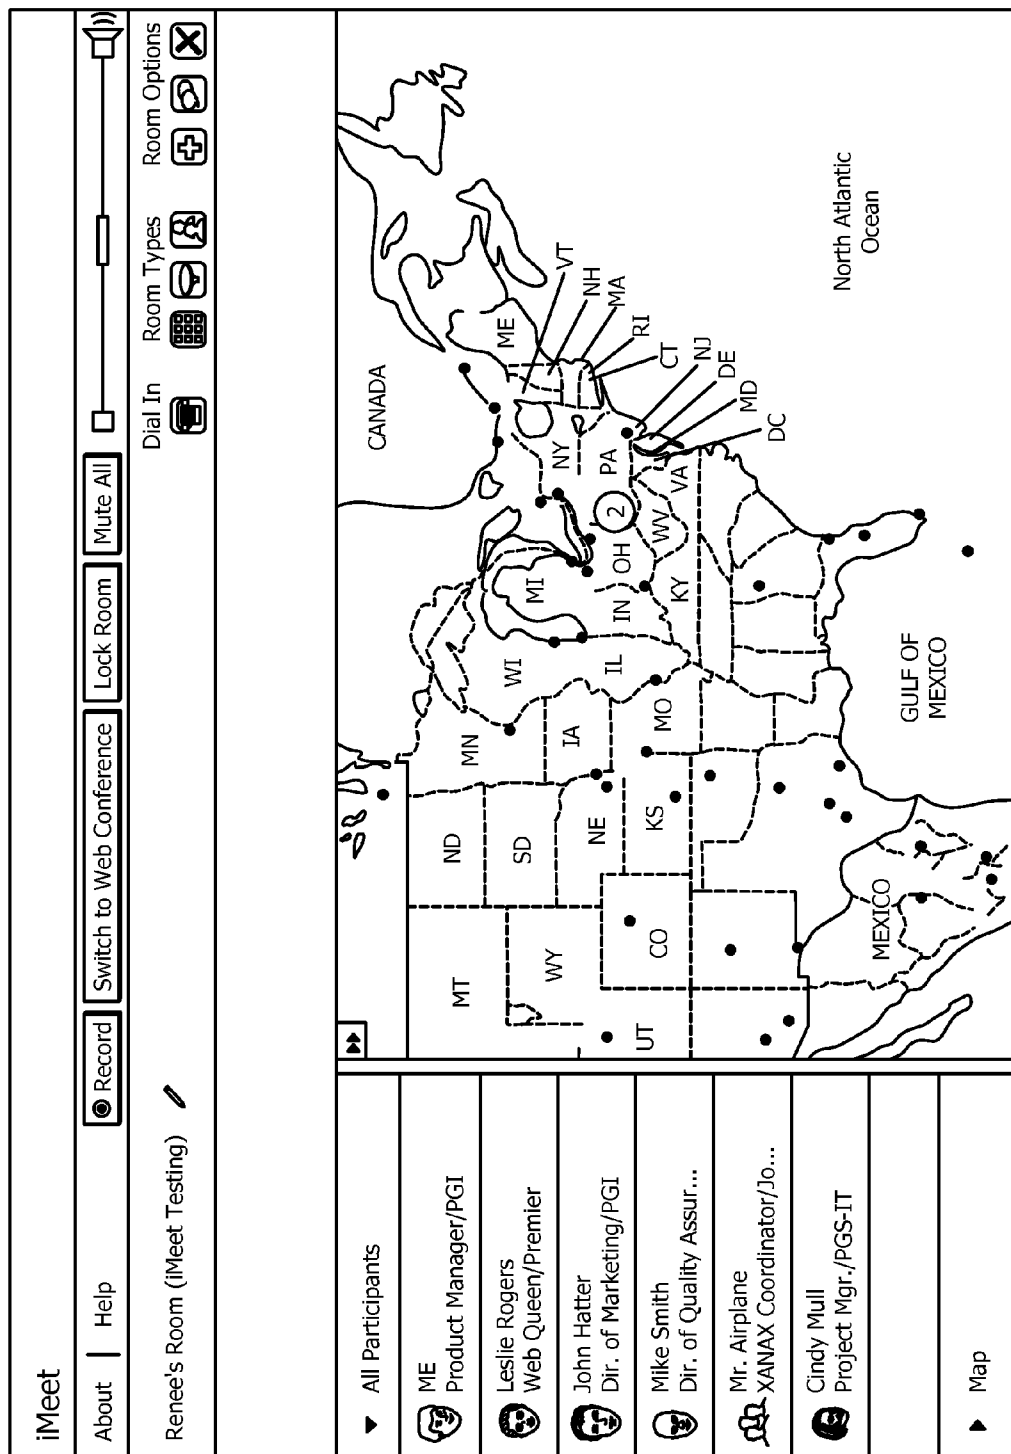 iMeet
About | Help
Record
Switch to Web Conference
Lock Room
Mute All
Renee's Room (iMeet Testing)
Dial In
Room Types
Room Options
All Participants
ME
Product Manager/PGI
Leslie Rogers
Web Queen/Premier
John Hatter
Dir. of Marketing/PGI
Mike Smith
Dir. of Quality Assur...
Mr. Airplane
XANAX Coordinator/Jo...
Cindy Mull
Project Mgr./PGS-IT
Map
CANADA
MT
ND
MN
ME
VT
NH
MA
RI
CT
NJ
DE
MD
DC
WY
SD
WI
MI
NY
IA
NE
IL
IN
OH
2
PA
UT
CO
KS
MO
KY
WV
VA
MEXICO
GULF OF
MEXICO
North Atlantic
Ocean